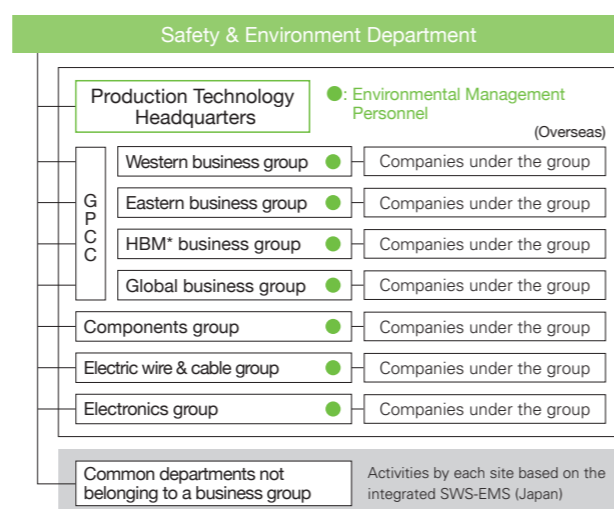 Safety & Environment Department
Production Technology
Headquarters
: Environmental Management
Personnel
(Overseas)
GPCC
Western business group
Companies under the group
Eastern business group
Companies under the group
HBM* business group
Companies under the group
Global business group
Companies under the group
Components group
Companies under the group
Electric wire & cable group
Companies under the group
Electronics group
Companies under the group
Common departments not
belonging to a business group
Activities by each site based on the
integrated SWS-EMS (Japan)